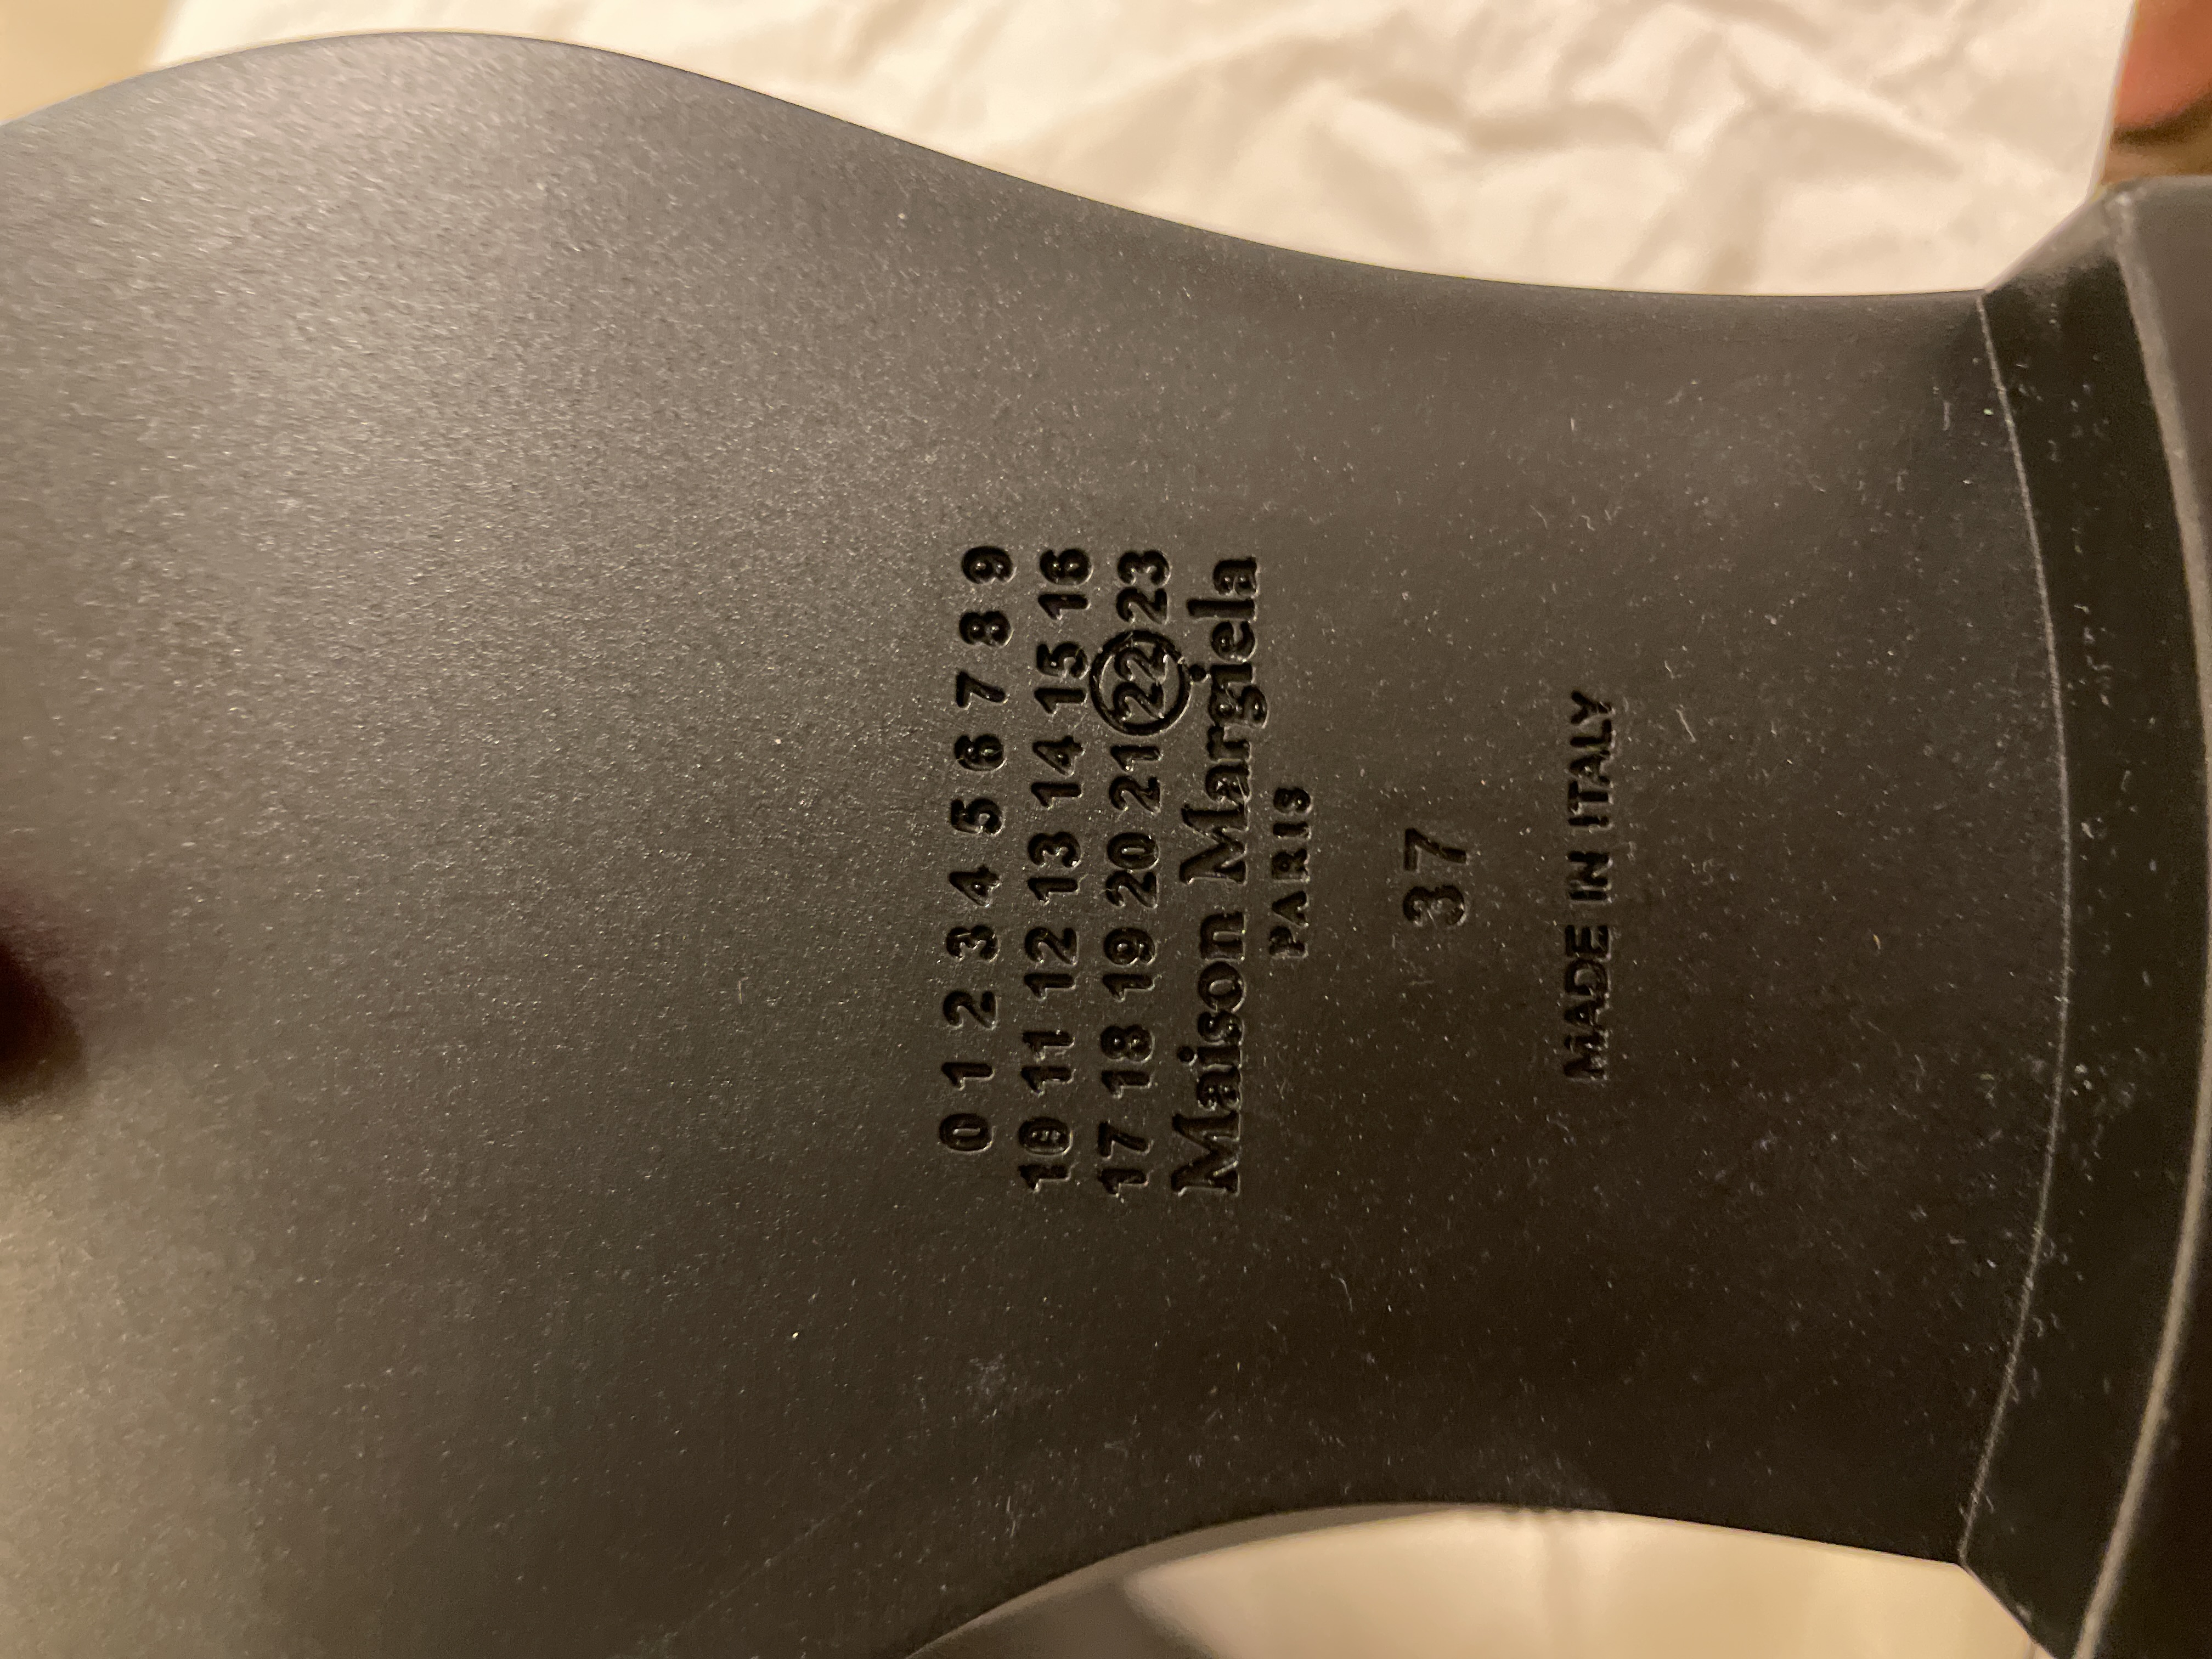 0 1 2 3 4 5 6 7 8 9
10 11 12 13 14 15 16
17 18 19 20 21 22 23
Maison Margiela
PARIS
37
MADE IN ITALY